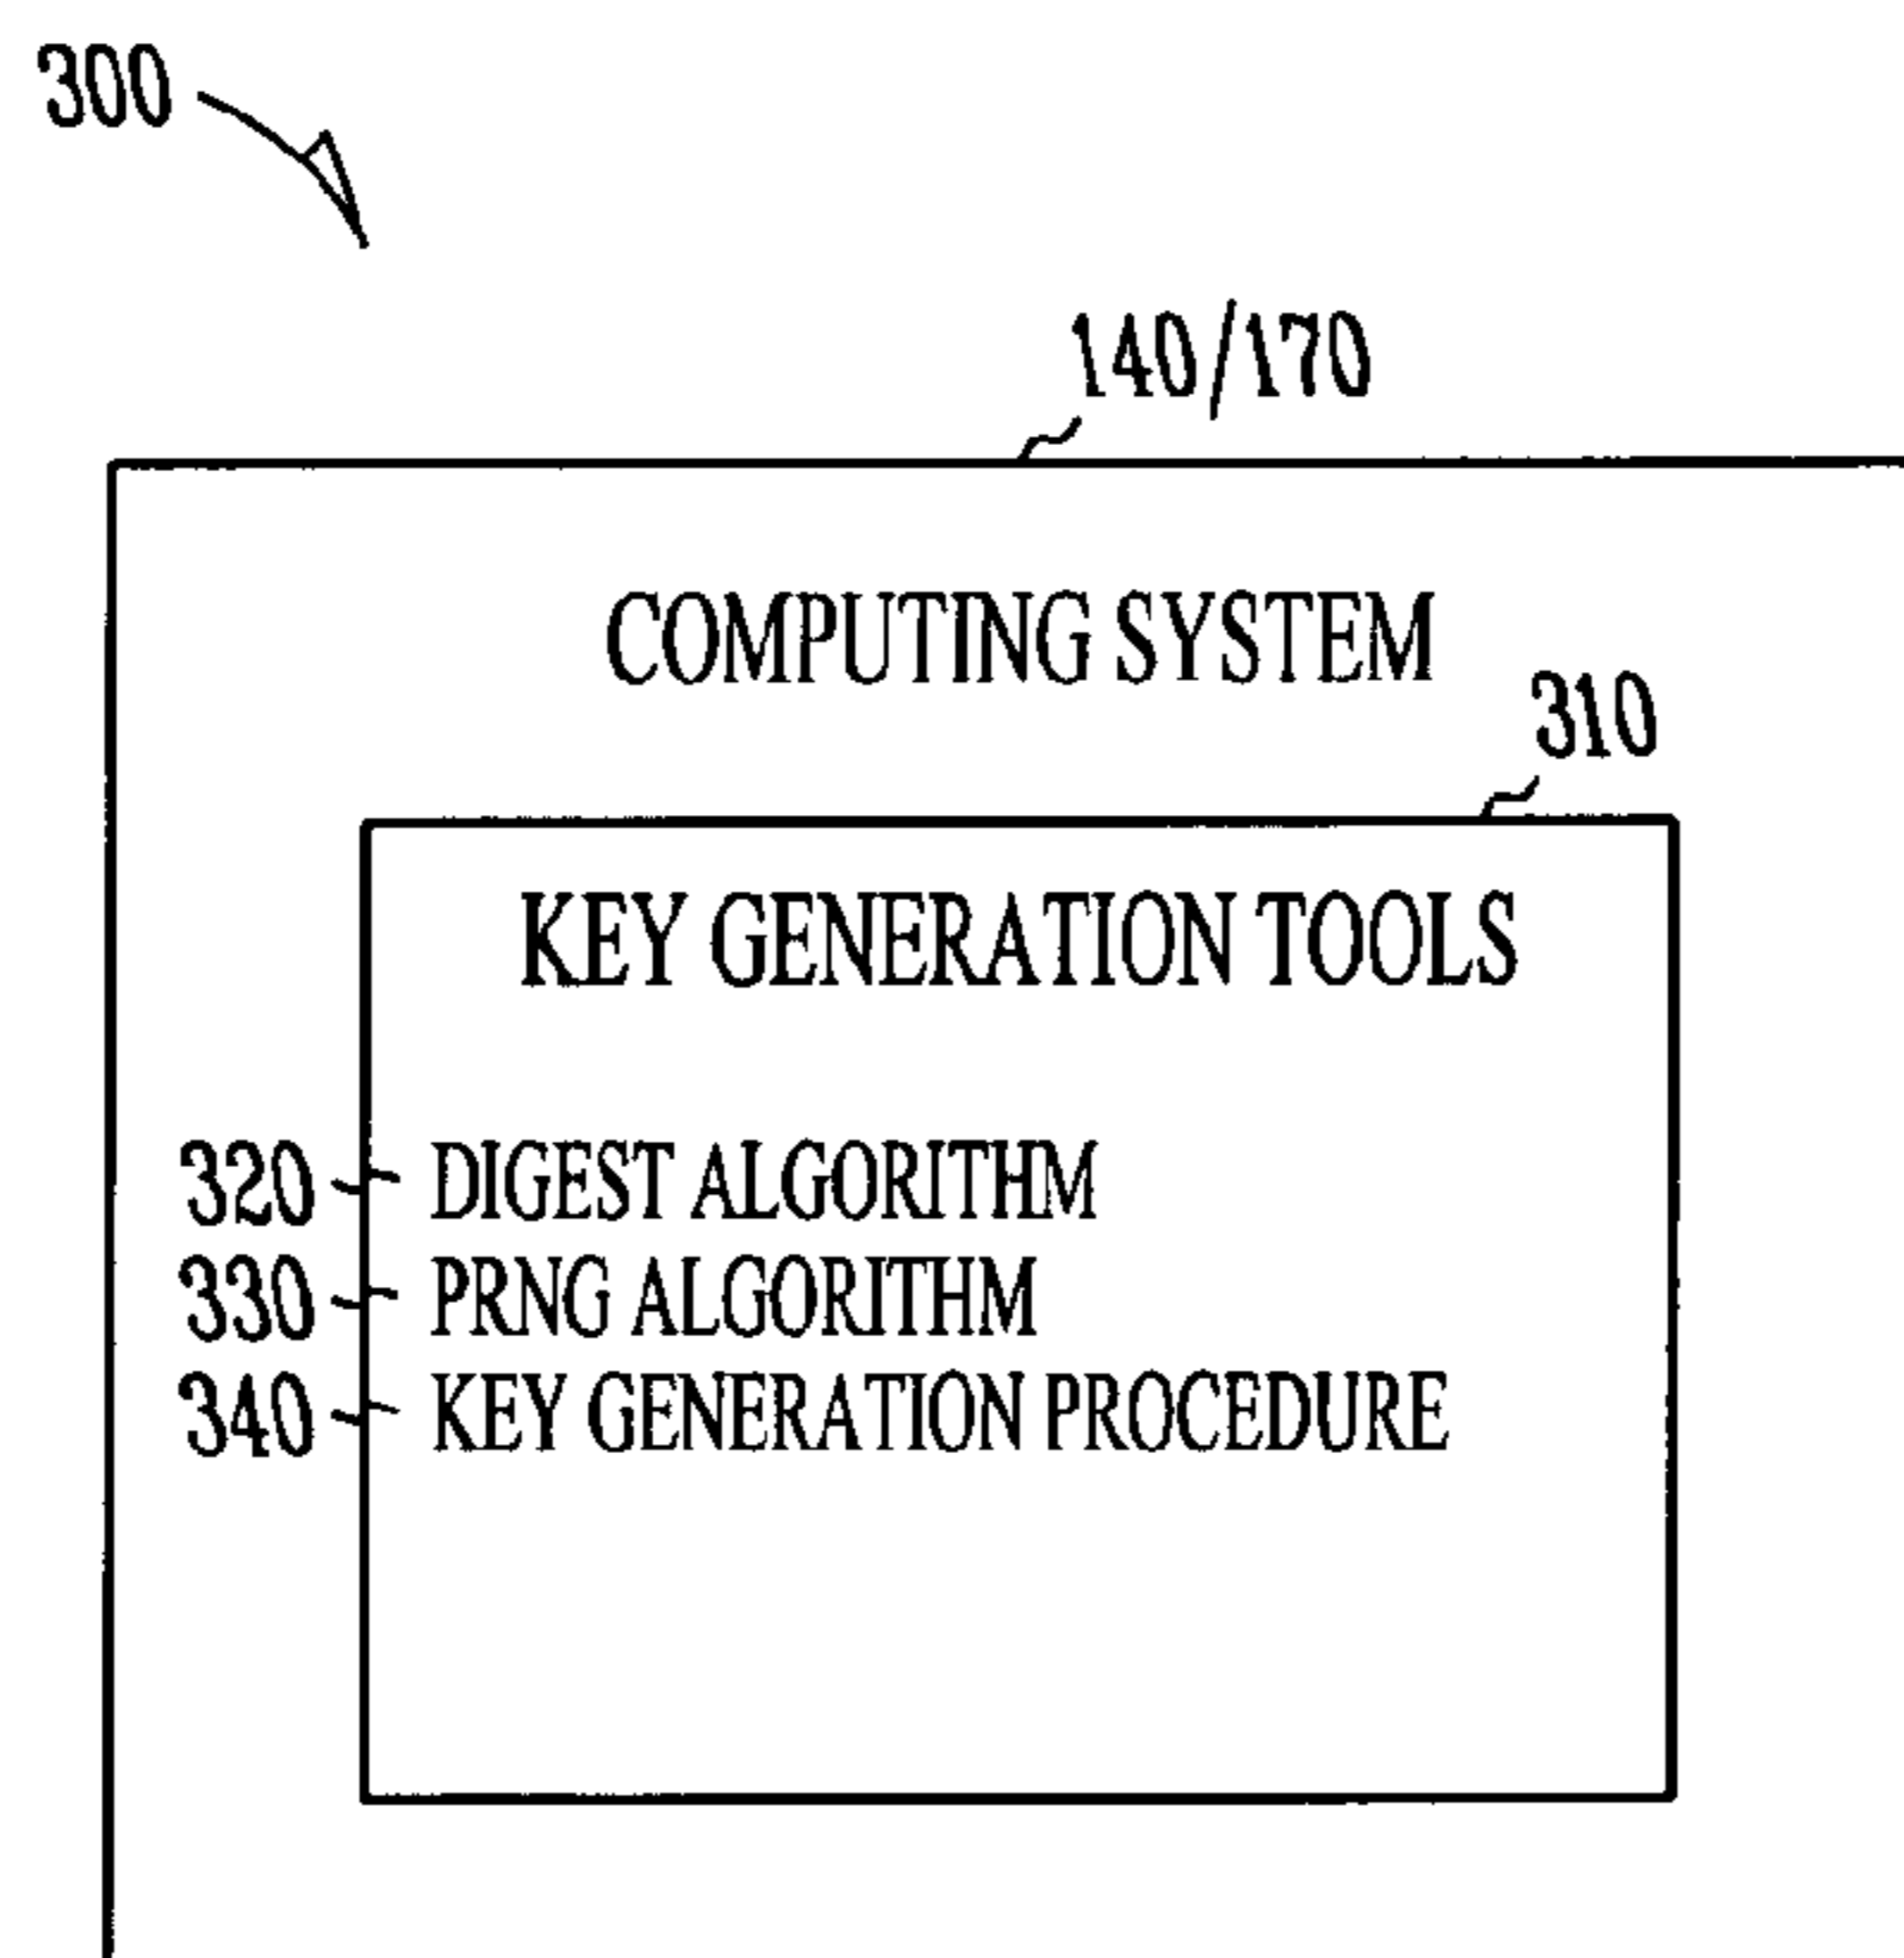 300
140/170
COMPUTING SYSTEM
310
KEY GENERATION TOOLS
320 DIGEST ALGORITHM
330 PRNG ALGORITHM
340 KEY GENERATION PROCEDURE